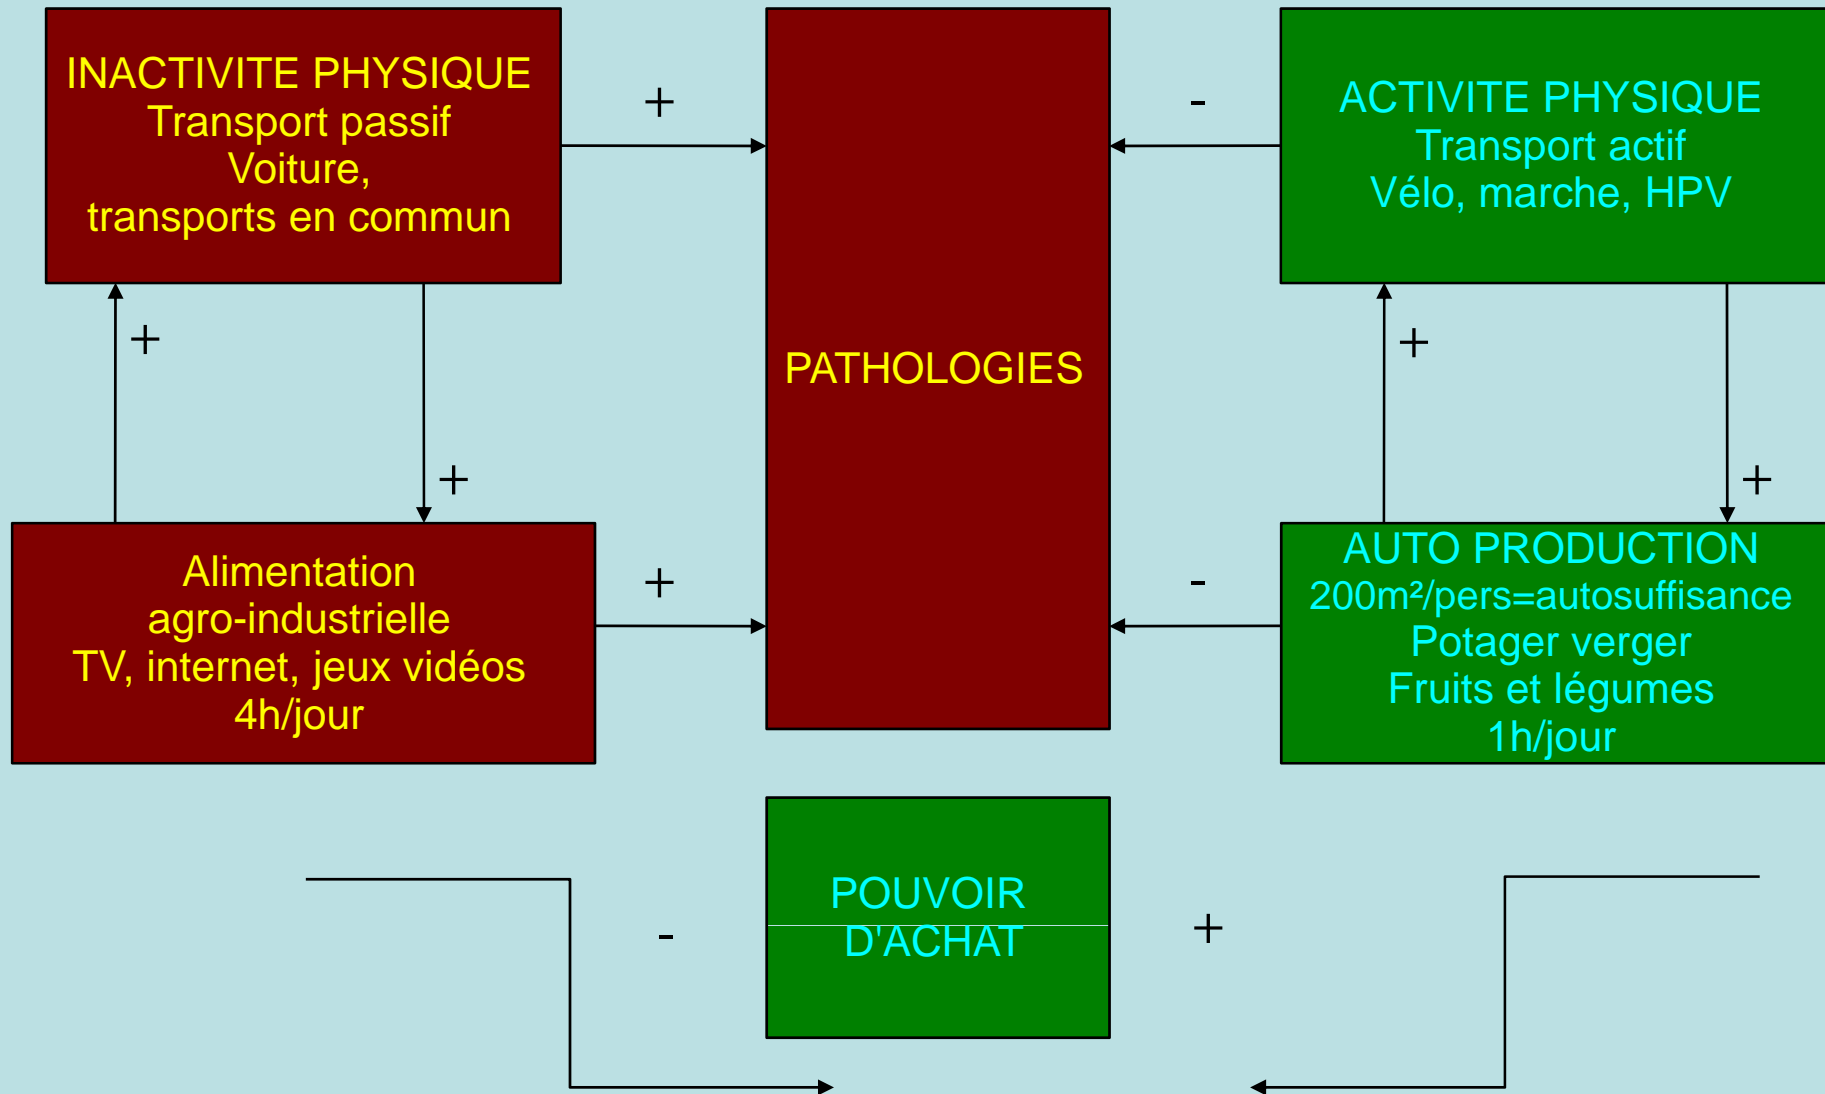 INACTIVITE PHYSIQUE
Transport passif
Voiture,
transports en commun
+
PATHOLOGIES
-
ACTIVITE PHYSIQUE
Transport actif
Vélo, marche, HPV
+
+
+
+
Alimentation
agro-industrielle
TV, internet, jeux vidéos
4h/jour
+
-
AUTO PRODUCTION
200m²/pers=autosuffisance
Potager verger
Fruits et légumes
1h/jour
-
POUVOIR
D'ACHAT
+